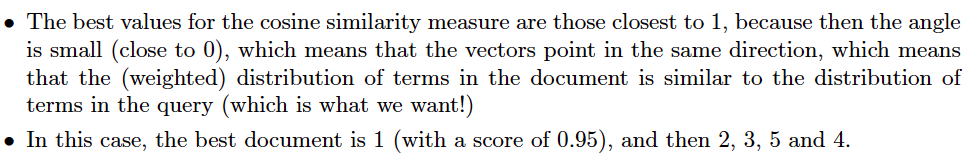 • The best values for the cosine similarity measure are those closest to 1, because then the angle
is small (close to 0), which means that the vectors point in the same direction, which means
that the (weighted) distribution of terms in the document is similar to the distribution of
terms in the query (which is what we want!)
• In this case, the best document is 1 (with a score of 0.95), and then 2, 3, 5 and 4.